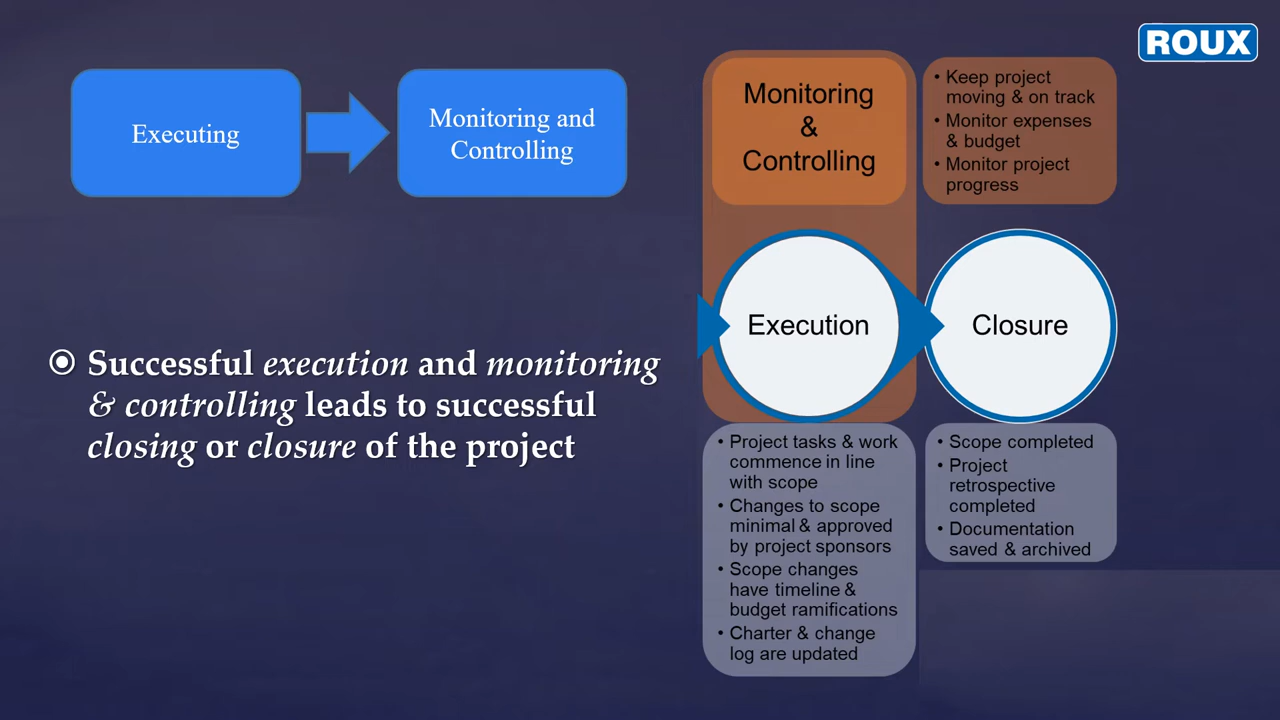 ROUX
Executing
Monitoring and
Controlling
Successful execution and monitoring
& controlling leads to successful
closing or closure of the project
Monitoring
&
Controlling
• Keep project
moving & on track
• Monitor expenses
& budget
• Monitor project
progress
Execution
Closure
• Project tasks & work
commence in line
with scope
• Changes to scope
minimal & approved
by project sponsors
• Scope changes
have timeline &
budget ramifications
• Charter & change
log are updated
• Scope completed
• Project
retrospective
completed
• Documentation
saved & archived